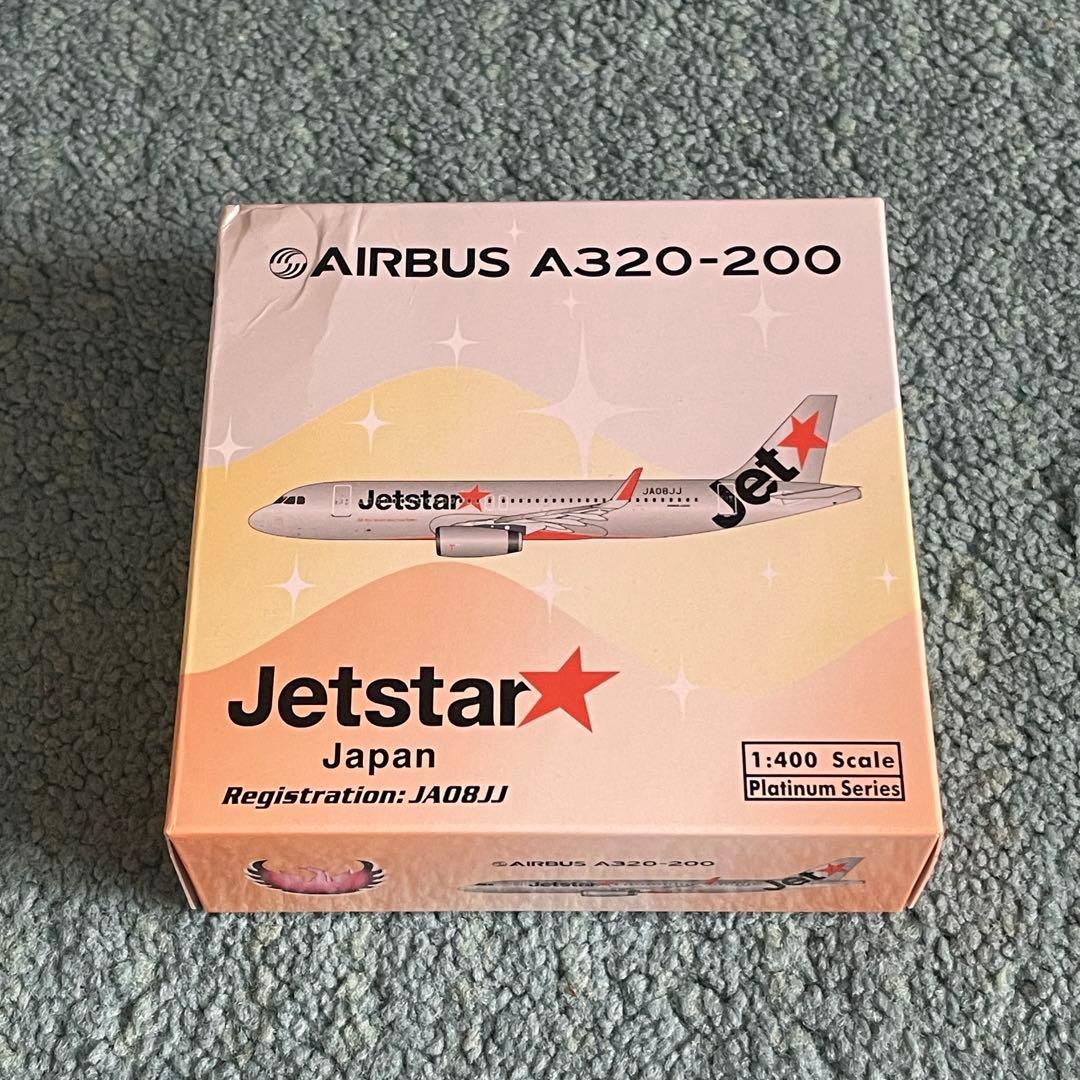 AIRBUS A320-200
Jetstar
JA08JJ
Jet
Jetstar
Japan
Registration: JA08JJ
1:400 Scale
Platinum Series
AIRBUS A320-200
Jetstar
Jet